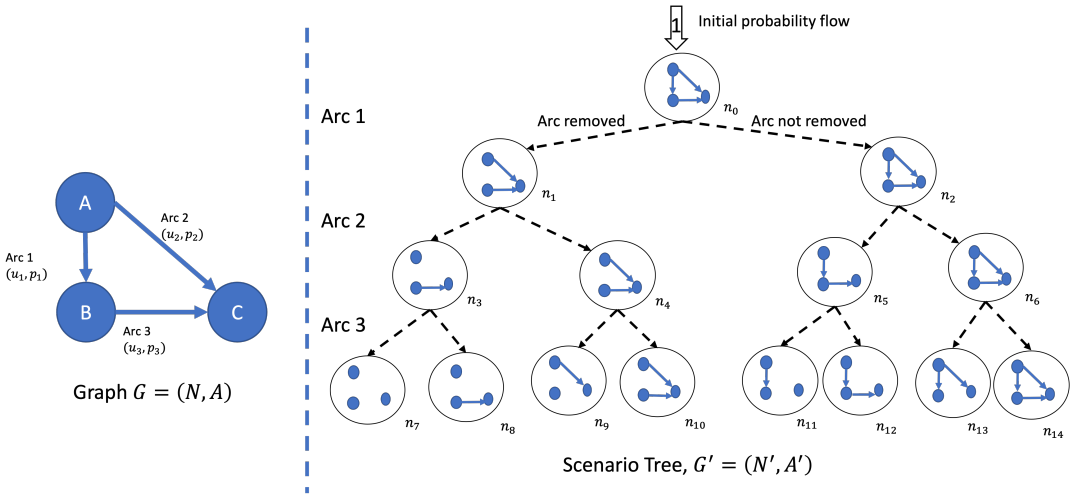 1
Initial probability flow
n₀
Arc 1
Arc removed
Arc not removed
n₁
n₂
A
Arc 2
(u₂, p₂)
Arc 2
Arc 1
(u₁, p₁)
n₃
n₄
n₅
n₆
B
C
Arc 3
(u₃, p₃)
Arc 3
Graph G = (N, A)
n₇
n₈
n₉
n₁₀
n₁₁
n₁₂
n₁₃
n₁₄
Scenario Tree, G′ = (N′, A′)